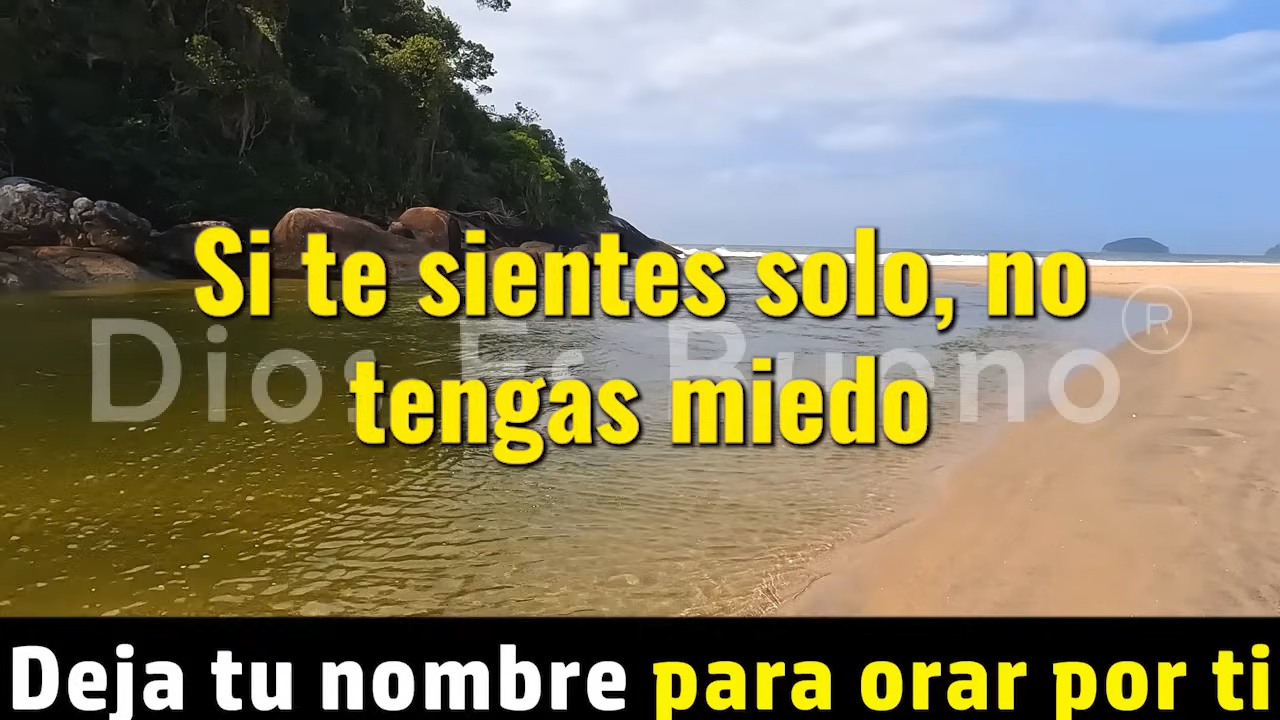 Si te sientes solo, no
Dios Es Bueno ®
tengas miedo
Deja tu nombre para orar por ti